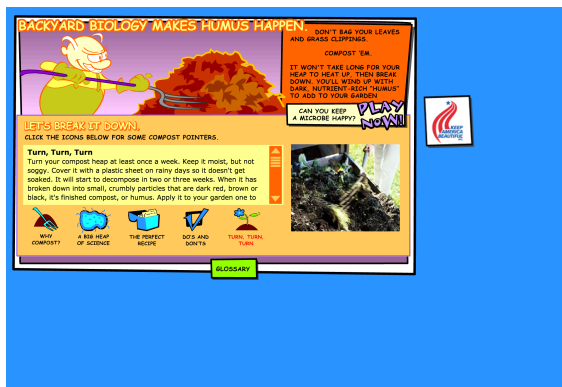 BACKYARD BIOLOGY MAKES HUMUS HAPPEN.
DON'T BAG YOUR LEAVES
AND GRASS CLIPPINGS.
COMPOST 'EM.
IT WON'T TAKE LONG FOR YOUR
HEAP TO HEAT UP, THEN BREAK
DOWN. YOU'LL WIND UP WITH
DARK, NUTRIENT-RICH "HUMUS"
TO ADD TO YOUR GARDEN
CAN YOU KEEP
A MICROBE HAPPY?
PLAY
NOW!!
KEEP
AMERICA
BEAUTIFUL
LET'S BREAK IT DOWN.
CLICK THE ICONS BELOW FOR SOME COMPOST POINTERS.
Turn, Turn, Turn
Turn your compost heap at least once a week. Keep it moist, but not
soggy. Cover it with a plastic sheet on rainy days so it doesn't get
soaked. It will start to decompose in two or three weeks. When it has
broken down into small, crumbly particles that are dark red, brown or
black, it's finished compost, or humus. Apply it to your garden one to
WHY
COMPOST?
A BIG HEAP
OF SCIENCE
THE PERFECT
RECIPE
DO'S AND
DON'TS
TURN, TURN,
TURN
GLOSSARY